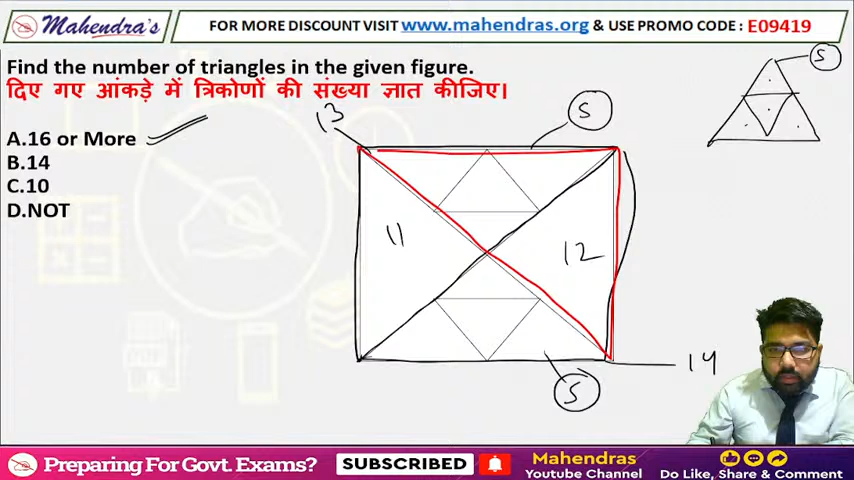 Mahendra's
FOR MORE DISCOUNT VISIT www.mahendras.org & USE PROMO CODE : E09419
Find the number of triangles in the given figure.
दिए गए आंकड़े में त्रिकोणों की संख्या ज्ञात कीजिए।
A.16 or More
B.14
C.10
D.NOT
13
5
5
11
12
5
14
Preparing For Govt. Exams?
SUBSCRIBED
Mahendras
Youtube Channel
Do Like, Share & Comment